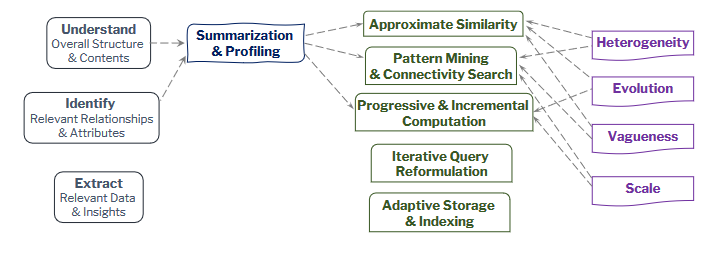 Understand
Overall Structure
& Contents
Identify
Relevant Relationships
& Attributes
Extract
Relevant Data
& Insights
Summarization
& Profiling
Approximate Similarity
Pattern Mining
& Connectivity Search
Progressive & Incremental
Computation
Iterative Query
Reformulation
Adaptive Storage
& Indexing
Heterogeneity
Evolution
Vagueness
Scale